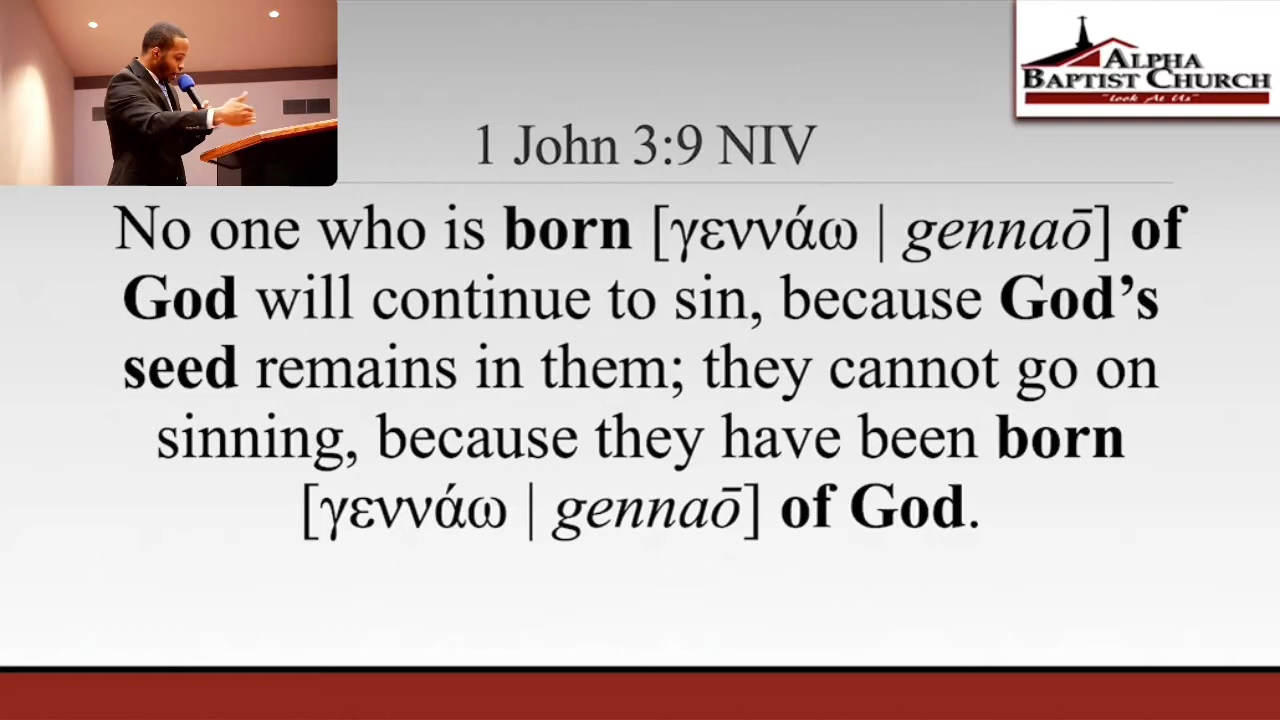 ALPHA
BAPTIST CHURCH
"Look At Us"
1 John 3:9 NIV
No one who is born [γεννάω | gennaō] of
God will continue to sin, because God’s
seed remains in them; they cannot go on
sinning, because they have been born
[γεννάω | gennaō] of God.